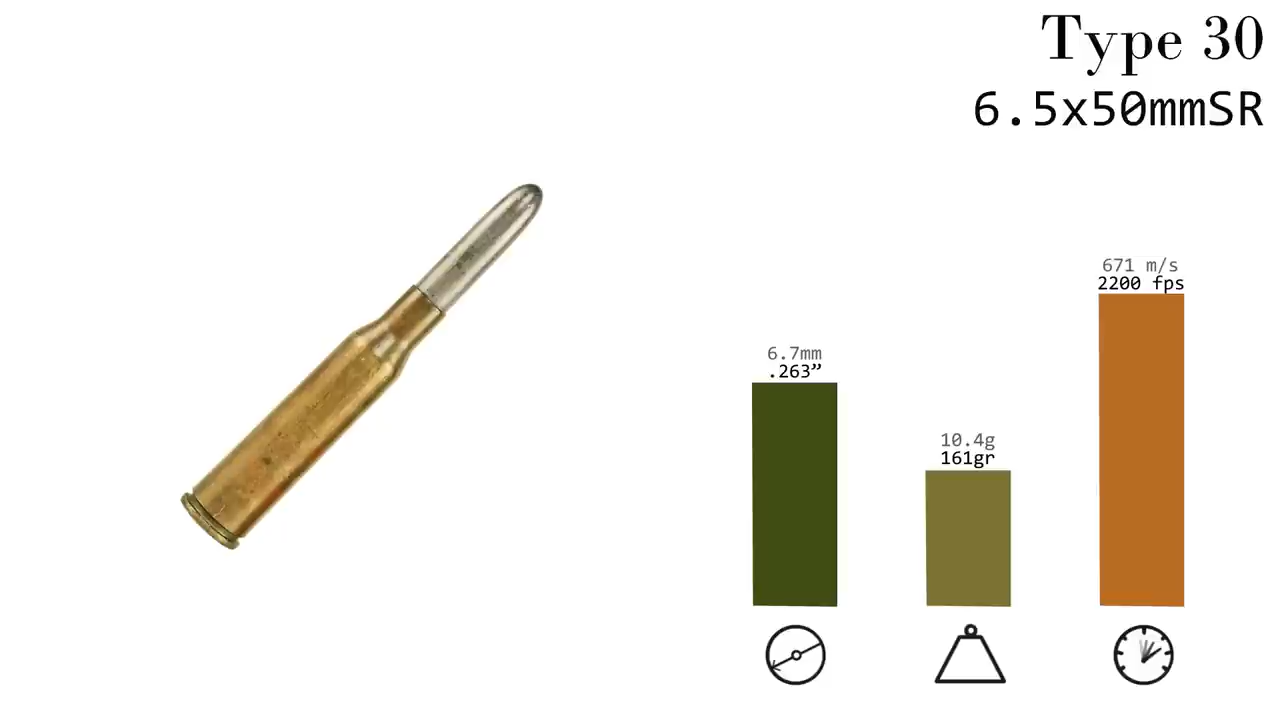 Type 30
6.5x50mmSR
671 m/s
2200 fps
6.7mm
.263”
10.4g
161gr